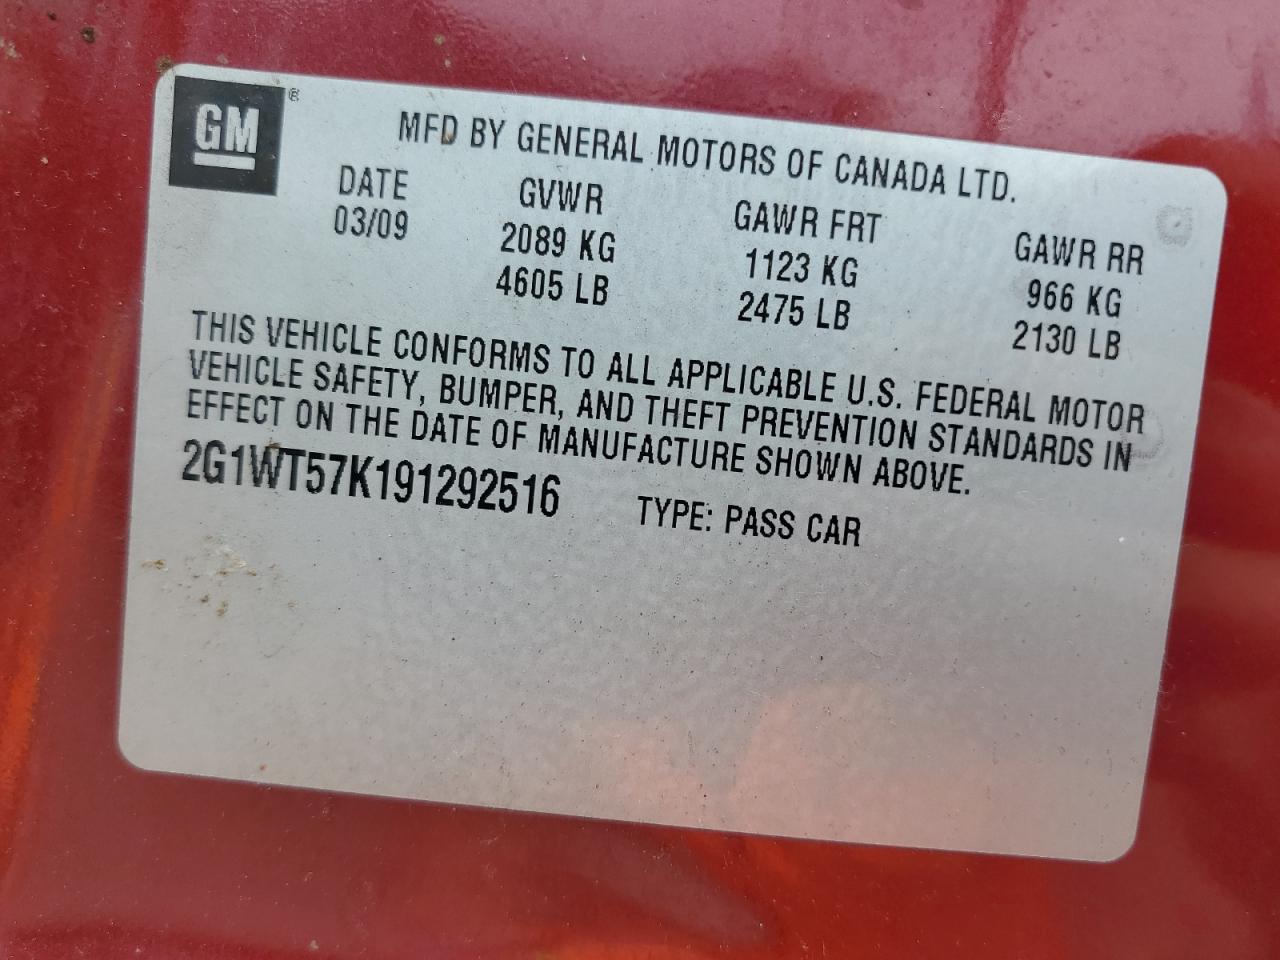 GM®
MFD BY GENERAL MOTORS OF CANADA LTD.
DATE GVWR GAWR FRT GAWR RR
03/09 2089 KG 1123 KG 966 KG
4605 LB 2475 LB 2130 LB
THIS VEHICLE CONFORMS TO ALL APPLICABLE U.S. FEDERAL MOTOR
VEHICLE SAFETY, BUMPER, AND THEFT PREVENTION STANDARDS IN
EFFECT ON THE DATE OF MANUFACTURE SHOWN ABOVE.
2G1WT57K191292516 TYPE: PASS CAR